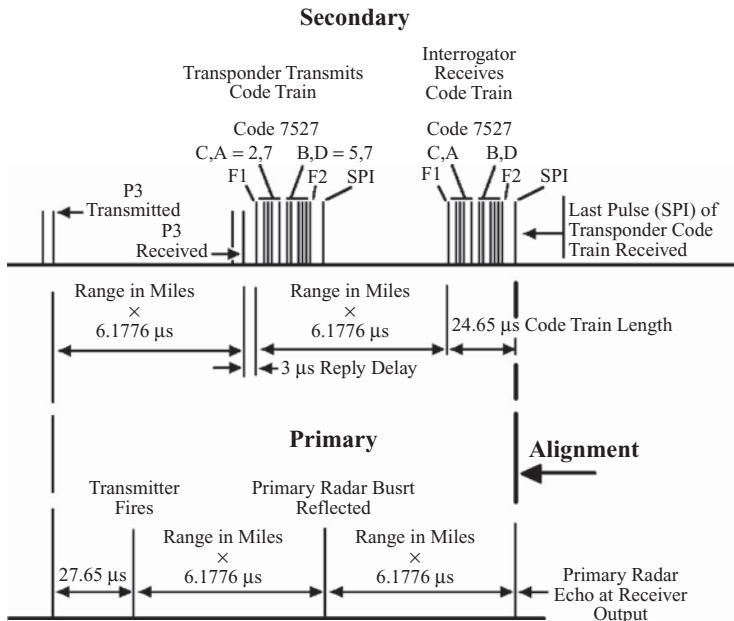 Secondary
Transponder Transmits
Code Train
Interrogator
Receives
Code Train
Code 7527
C,A = 2,7
B,D = 5,7
F1
F2
SPI
Code 7527
C,A
B,D
F1
F2
SPI
P3
Transmitted
P3
Received
Last Pulse (SPI) of
Transponder Code
Train Received
Range in Miles
×
6.1776 μs
Range in Miles
×
6.1776 μs
24.65 μs Code Train Length
3 μs Reply Delay
Primary
Alignment
Transmitter
Fires
Primary Radar Busrt
Reflected
27.65 μs
Range in Miles
×
6.1776 μs
Range in Miles
×
6.1776 μs
Primary Radar
Echo at Receiver
Output